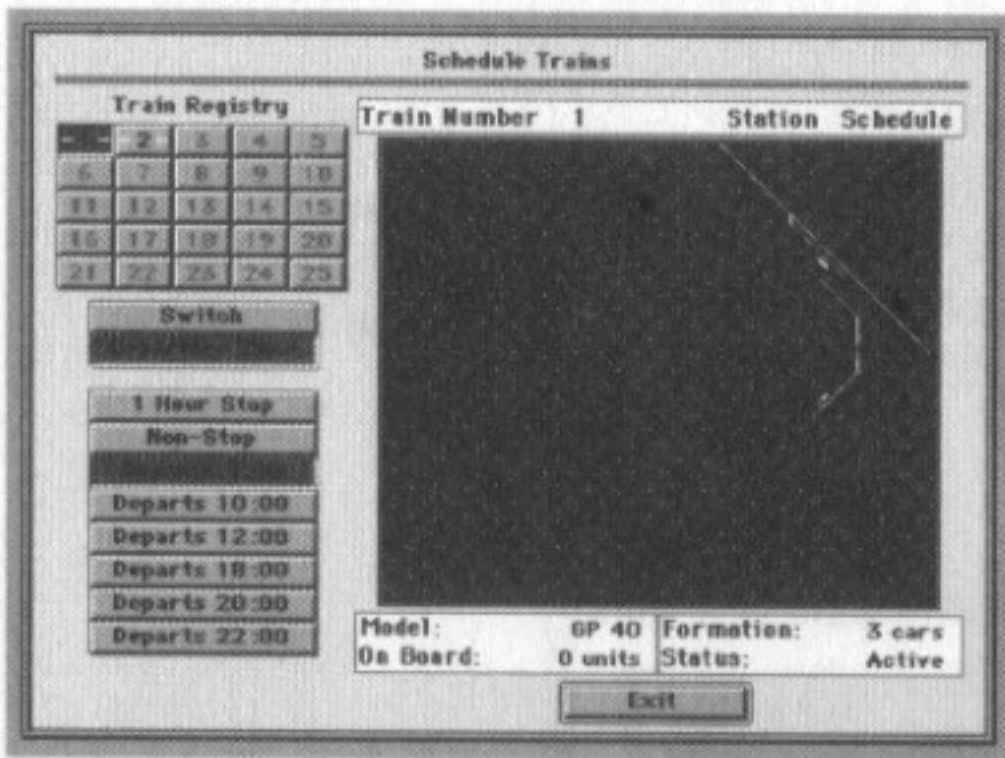 Schedule Trains
Train Registry
2 3 4 5
6 7 8 9 10
11 12 13 14 15
16 17 18 19 20
21 22 23 24 25
Switch
1 Hour Stop
Non-Stop
Departs 10:00
Departs 12:00
Departs 18:00
Departs 20:00
Departs 22:00
Train Number 1 Station Schedule
Model: GP 40 Formation: 3 cars
On Board: 0 units Status: Active
Exit